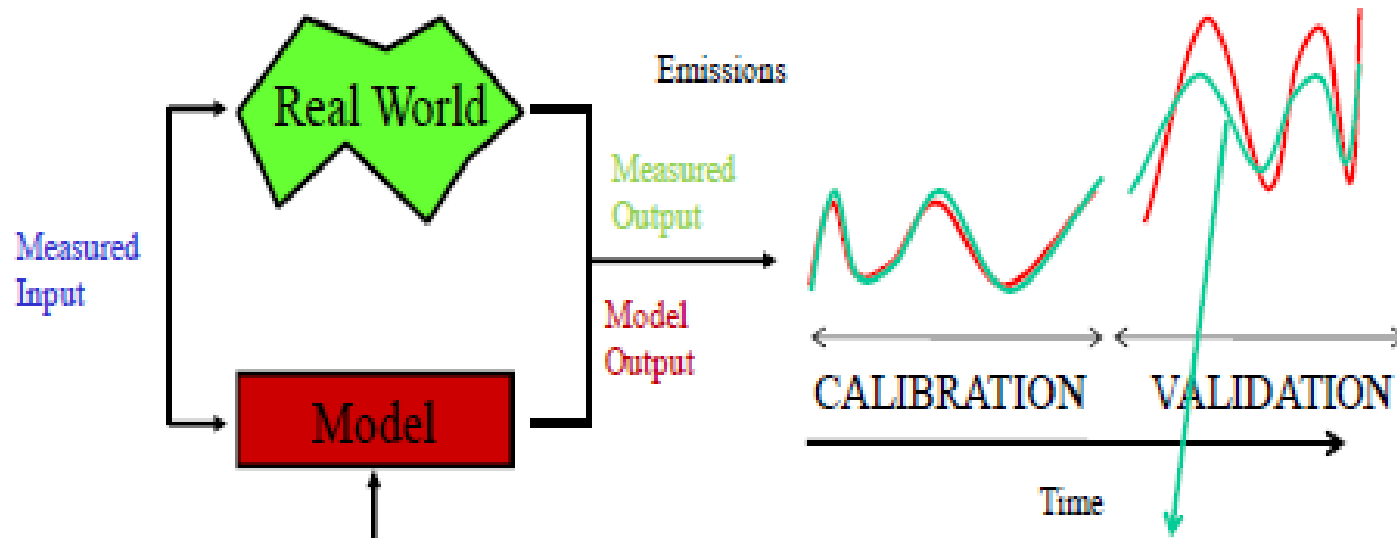 Real World
Emissions
Measured
Output
Measured
Input
Model
Output
Model
CALIBRATION
VALIDATION
Time